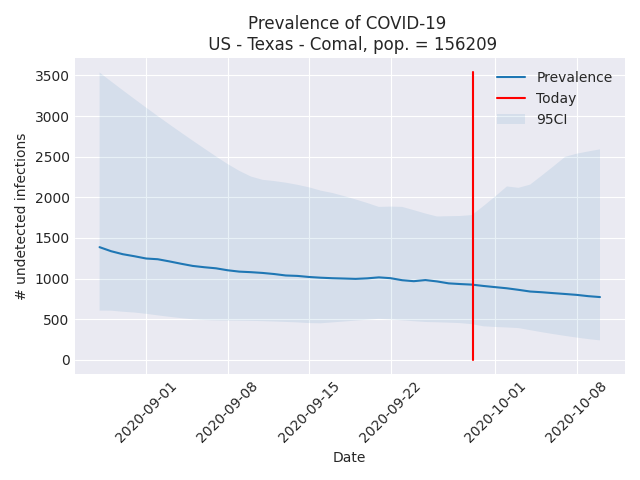 Prevalence of COVID-19
US - Texas - Comal, pop. = 156209
Prevalence
Today
95CI
# undetected infections
3500
3000
2500
2000
1500
1000
500
0
2020-09-01
2020-09-08
2020-09-15
2020-09-22
2020-10-01
2020-10-08
Date